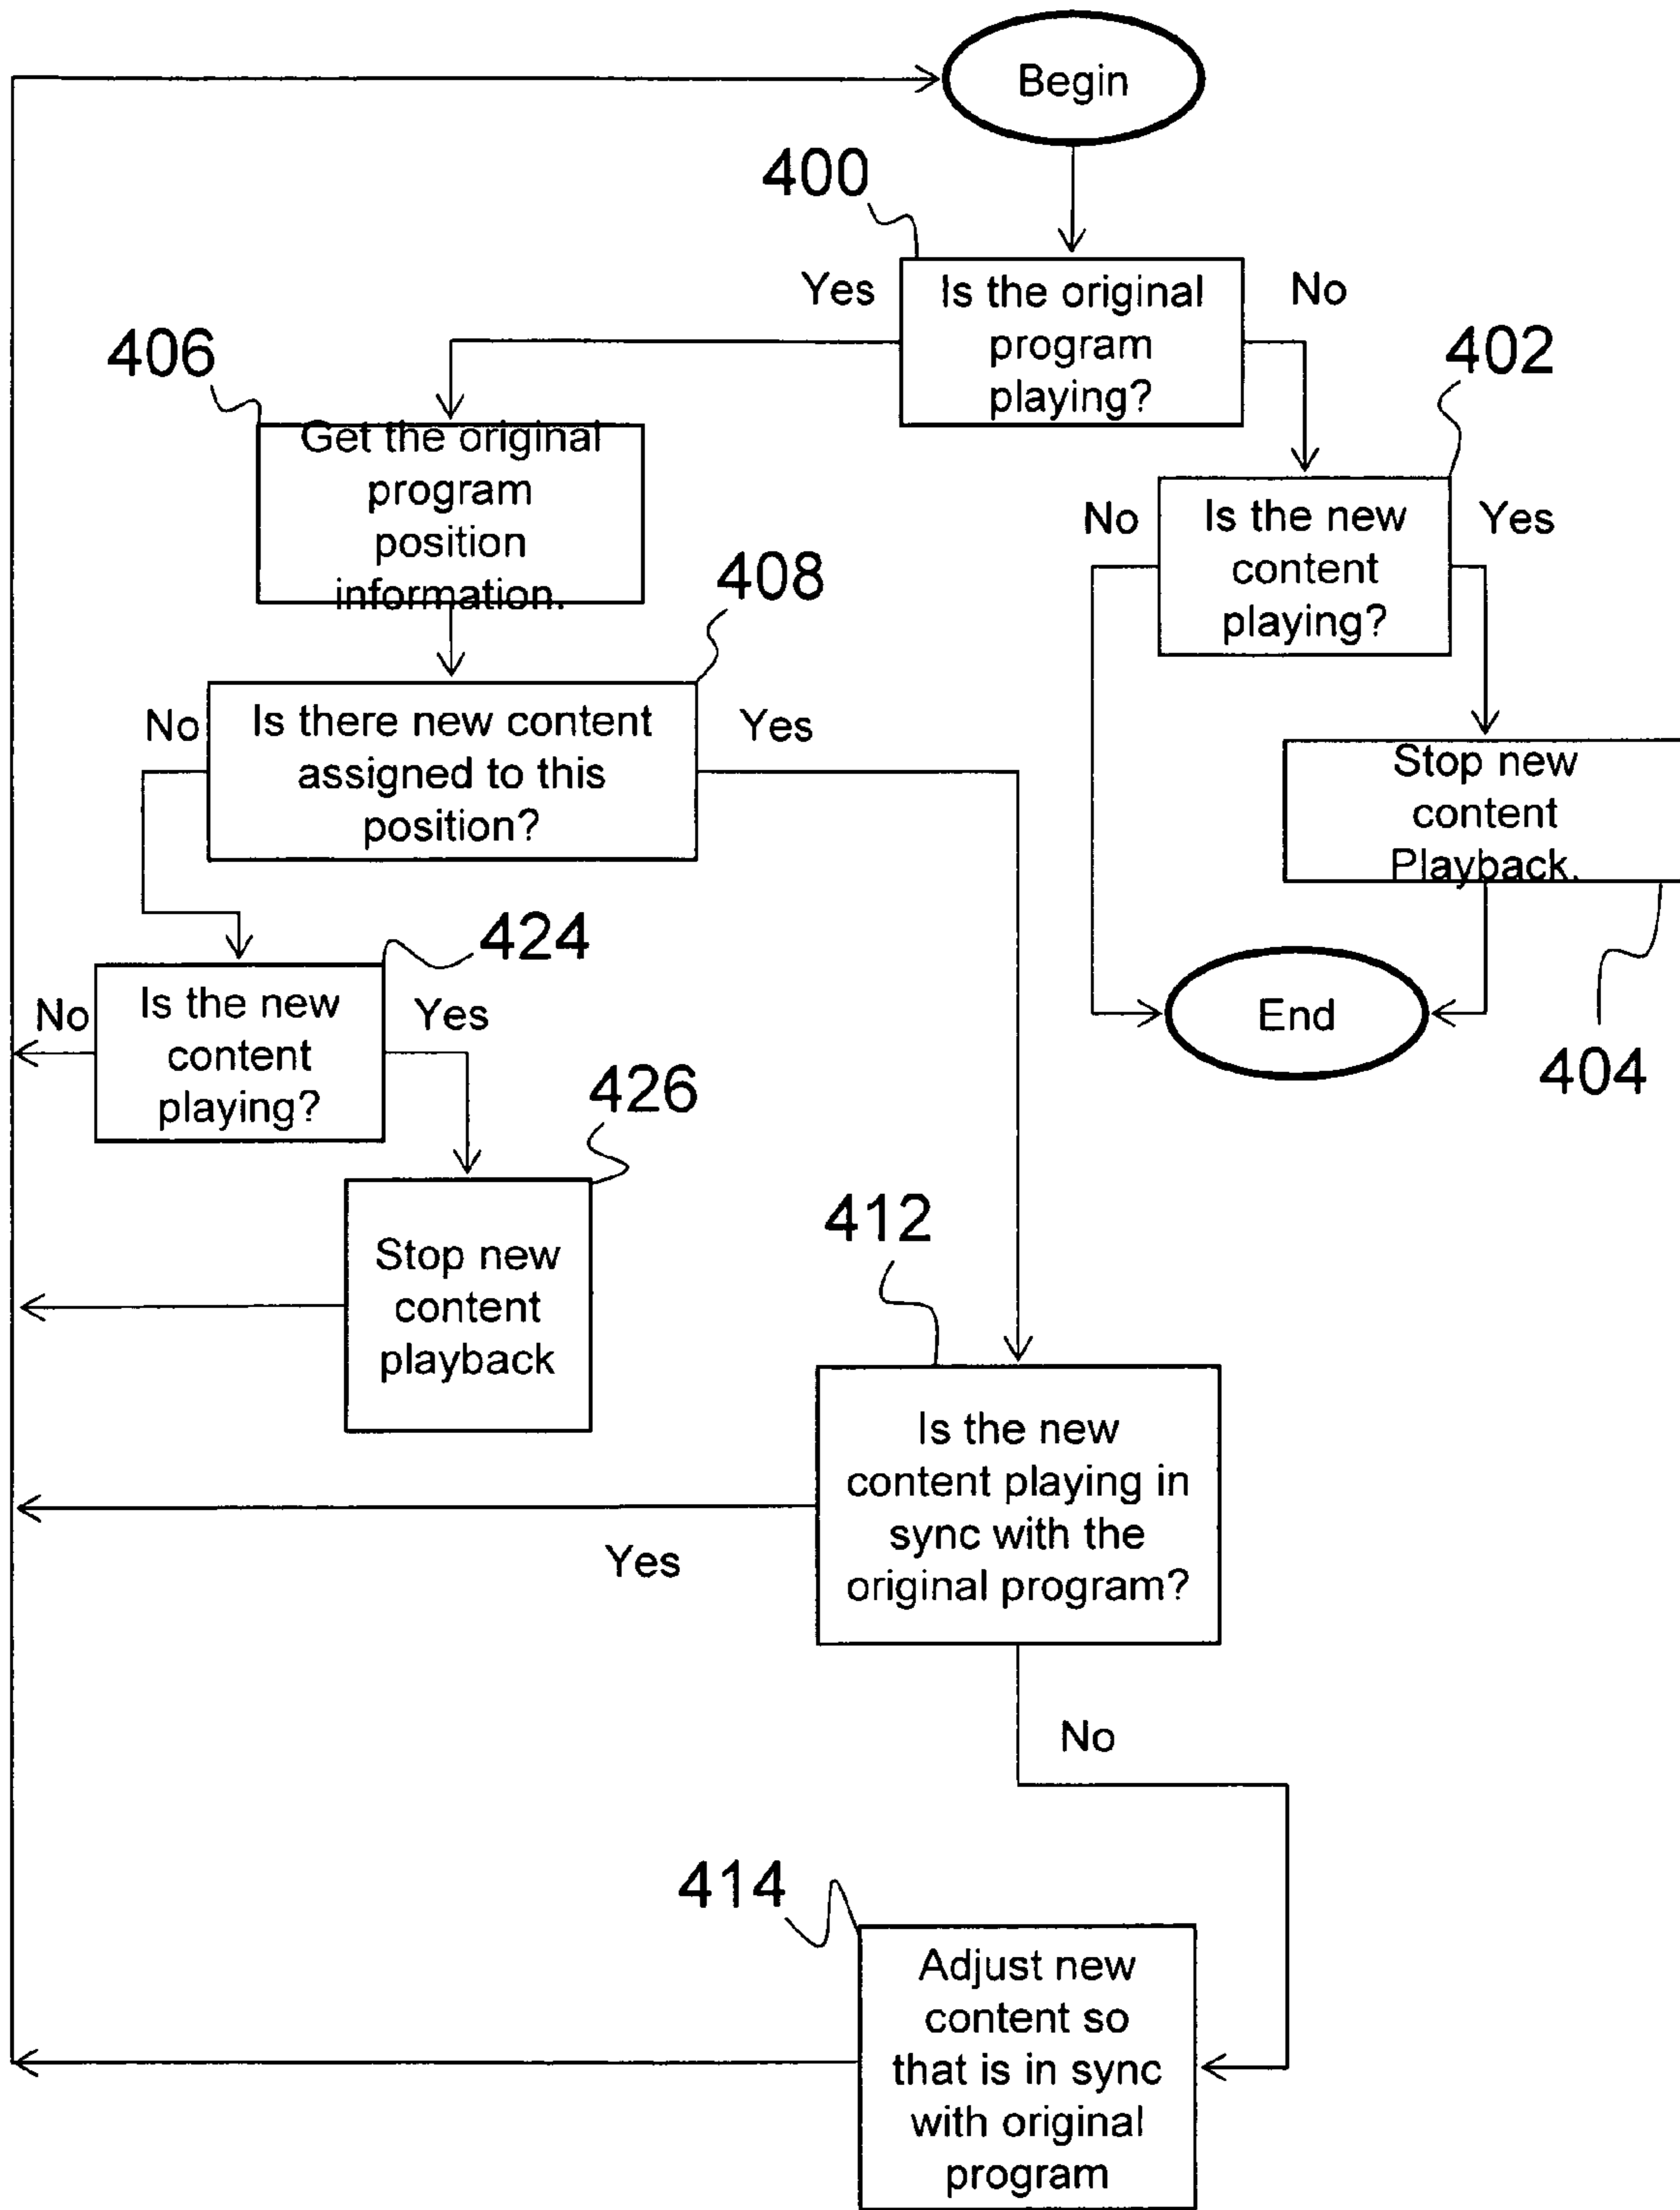 Begin
400
Yes
Is the original
program
playing?
No
406
Get the original
program
position
information.
402
No
Is the new
content
playing?
Yes
408
No
Is there new content
assigned to this
position?
Yes
Stop new
content
Playback.
404
End
424
No
Is the new
content
playing?
Yes
426
Stop new
content
playback
412
Is the new
content playing in
sync with the
original program?
Yes
No
414
Adjust new
content so
that is in sync
with original
program